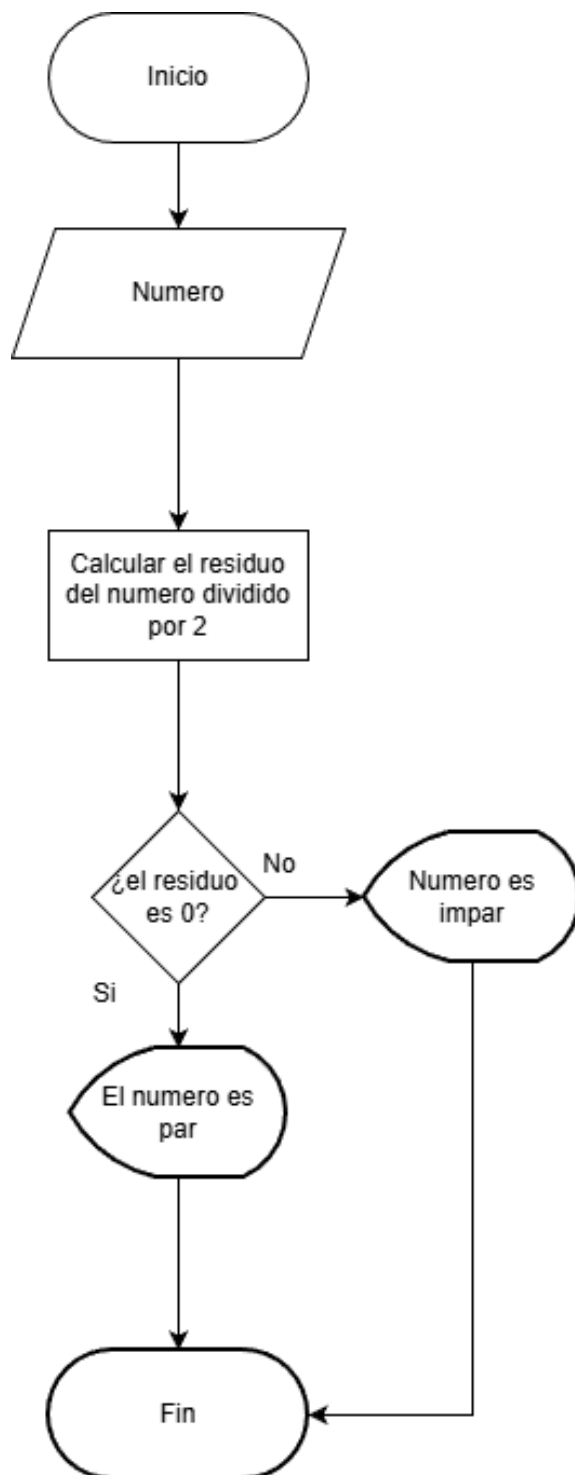 Inicio
Numero
Calcular el residuo
del numero dividido
por 2
¿el residuo
es 0?
No
Numero es
impar
Si
El numero es
par
Fin